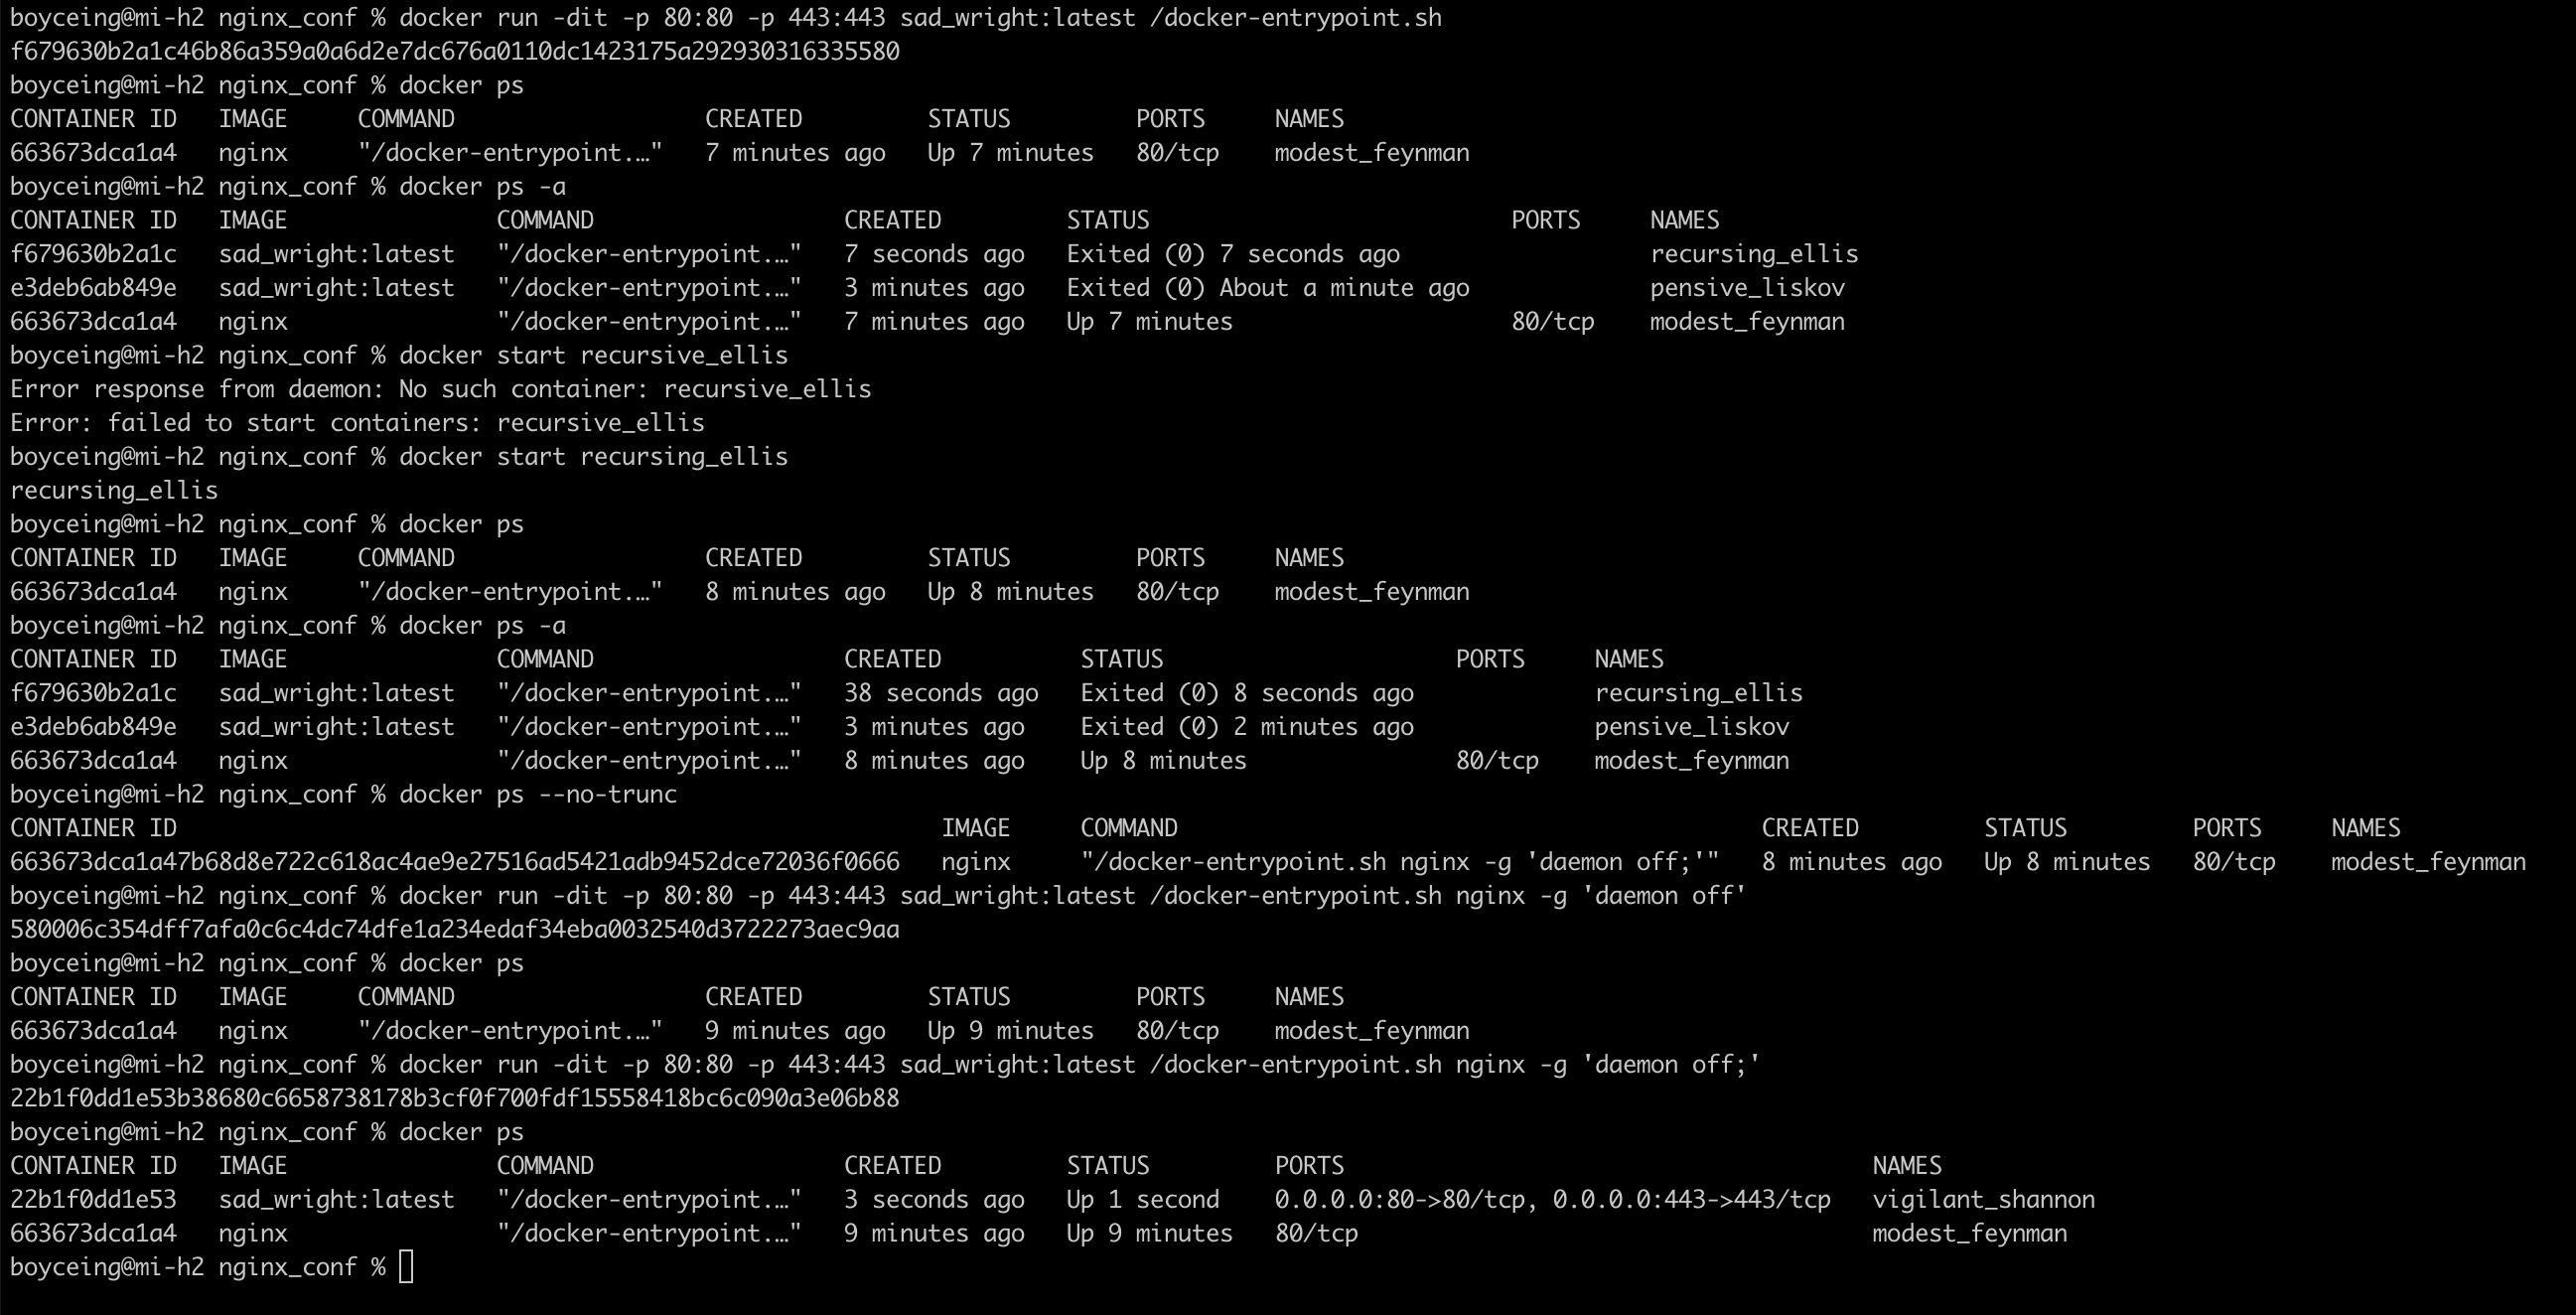 boyceing@mi-h2 nginx_conf % docker run -dit -p 80:80 -p 443:443 sad_wright:latest /docker-entrypoint.sh
f679630b2a1c46b86a359a0a6d2e7dc676a0110dc1423175a292930316335580
boyceing@mi-h2 nginx_conf % docker ps
CONTAINER ID   IMAGE     COMMAND                  CREATED         STATUS         PORTS     NAMES
663673dca1a4   nginx     "/docker-entrypoint.…"   7 minutes ago   Up 7 minutes   80/tcp    modest_feynman
boyceing@mi-h2 nginx_conf % docker ps -a
CONTAINER ID   IMAGE               COMMAND                  CREATED         STATUS                          PORTS     NAMES
f679630b2a1c   sad_wright:latest   "/docker-entrypoint.…"   7 seconds ago   Exited (0) 7 seconds ago                  recursing_ellis
e3deb6ab849e   sad_wright:latest   "/docker-entrypoint.…"   3 minutes ago   Exited (0) About a minute ago             pensive_liskov
663673dca1a4   nginx               "/docker-entrypoint.…"   7 minutes ago   Up 7 minutes                    80/tcp    modest_feynman
boyceing@mi-h2 nginx_conf % docker start recursive_ellis
Error response from daemon: No such container: recursive_ellis
Error: failed to start containers: recursive_ellis
boyceing@mi-h2 nginx_conf % docker start recursing_ellis
recursing_ellis
boyceing@mi-h2 nginx_conf % docker ps
CONTAINER ID   IMAGE     COMMAND                  CREATED         STATUS         PORTS     NAMES
663673dca1a4   nginx     "/docker-entrypoint.…"   8 minutes ago   Up 8 minutes   80/tcp    modest_feynman
boyceing@mi-h2 nginx_conf % docker ps -a
CONTAINER ID   IMAGE               COMMAND                  CREATED          STATUS                     PORTS     NAMES
f679630b2a1c   sad_wright:latest   "/docker-entrypoint.…"   38 seconds ago   Exited (0) 8 seconds ago             recursing_ellis
e3deb6ab849e   sad_wright:latest   "/docker-entrypoint.…"   3 minutes ago    Exited (0) 2 minutes ago             pensive_liskov
663673dca1a4   nginx               "/docker-entrypoint.…"   8 minutes ago    Up 8 minutes               80/tcp    modest_feynman
boyceing@mi-h2 nginx_conf % docker ps --no-trunc
CONTAINER ID                                                       IMAGE     COMMAND                                          CREATED         STATUS         PORTS     NAMES
663673dca1a47b68d8e722c618ac4ae9e27516ad5421adb9452dce72036f0666   nginx     "/docker-entrypoint.sh nginx -g 'daemon off;'"   8 minutes ago   Up 8 minutes   80/tcp    modest_feynman
boyceing@mi-h2 nginx_conf % docker run -dit -p 80:80 -p 443:443 sad_wright:latest /docker-entrypoint.sh nginx -g 'daemon off'
580006c354dff7afa0c6c4dc74dfe1a234edaf34eba0032540d3722273aec9aa
boyceing@mi-h2 nginx_conf % docker ps
CONTAINER ID   IMAGE     COMMAND                  CREATED         STATUS         PORTS     NAMES
663673dca1a4   nginx     "/docker-entrypoint.…"   9 minutes ago   Up 9 minutes   80/tcp    modest_feynman
boyceing@mi-h2 nginx_conf % docker run -dit -p 80:80 -p 443:443 sad_wright:latest /docker-entrypoint.sh nginx -g 'daemon off;'
22b1f0dd1e53b38680c6658738178b3cf0f700fdf15558418bc6c090a3e06b88
boyceing@mi-h2 nginx_conf % docker ps
CONTAINER ID   IMAGE               COMMAND                  CREATED         STATUS         PORTS                                      NAMES
22b1f0dd1e53   sad_wright:latest   "/docker-entrypoint.…"   3 seconds ago   Up 1 second    0.0.0.0:80->80/tcp, 0.0.0.0:443->443/tcp   vigilant_shannon
663673dca1a4   nginx               "/docker-entrypoint.…"   9 minutes ago   Up 9 minutes   80/tcp                                     modest_feynman
boyceing@mi-h2 nginx_conf %